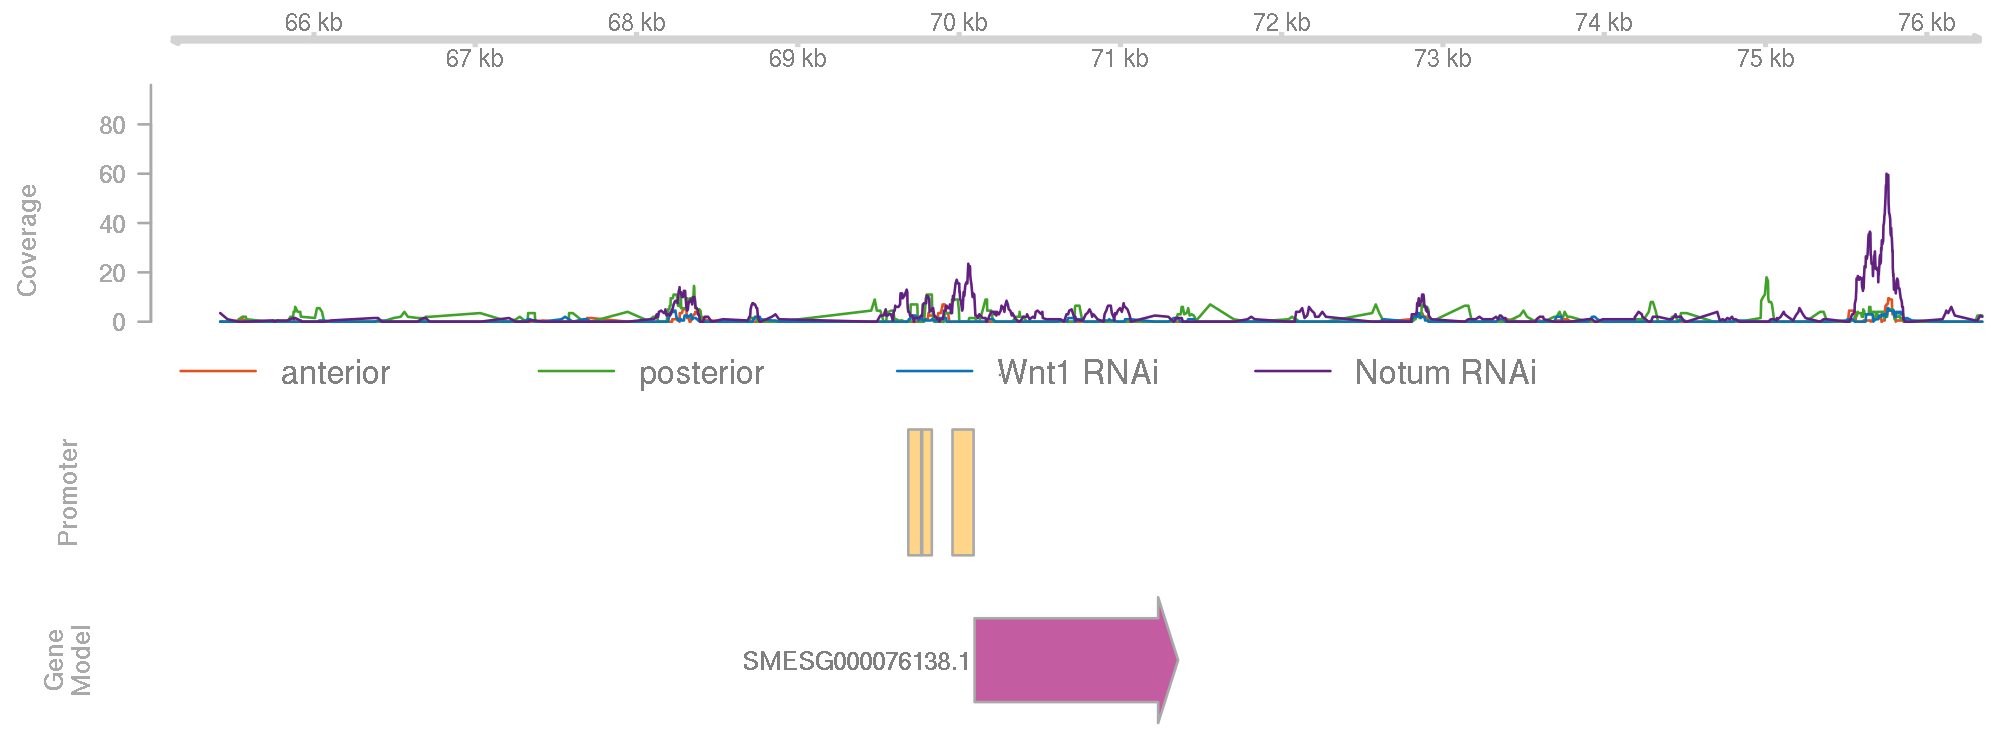 66 kb 68 kb 70 kb 72 kb 74 kb 76 kb
67 kb 69 kb 71 kb 73 kb 75 kb
Coverage
80
60
40
20
0
anterior posterior Wnt1 RNAi Notum RNAi
Promoter
Gene
Model
SMESG000076138.1